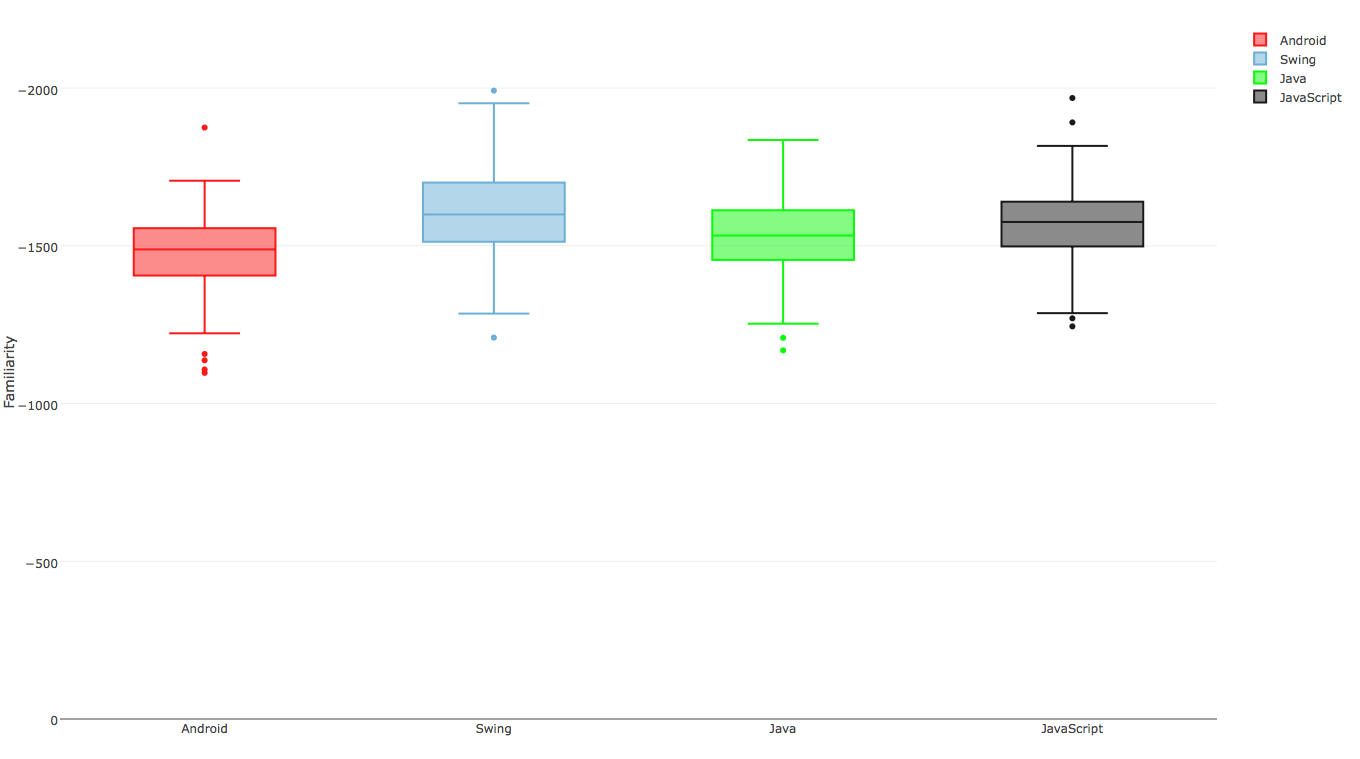 Android
Swing
Java
JavaScript
−2000
−1500
−1000
−500
0
Familiarity
Android
Swing
Java
JavaScript